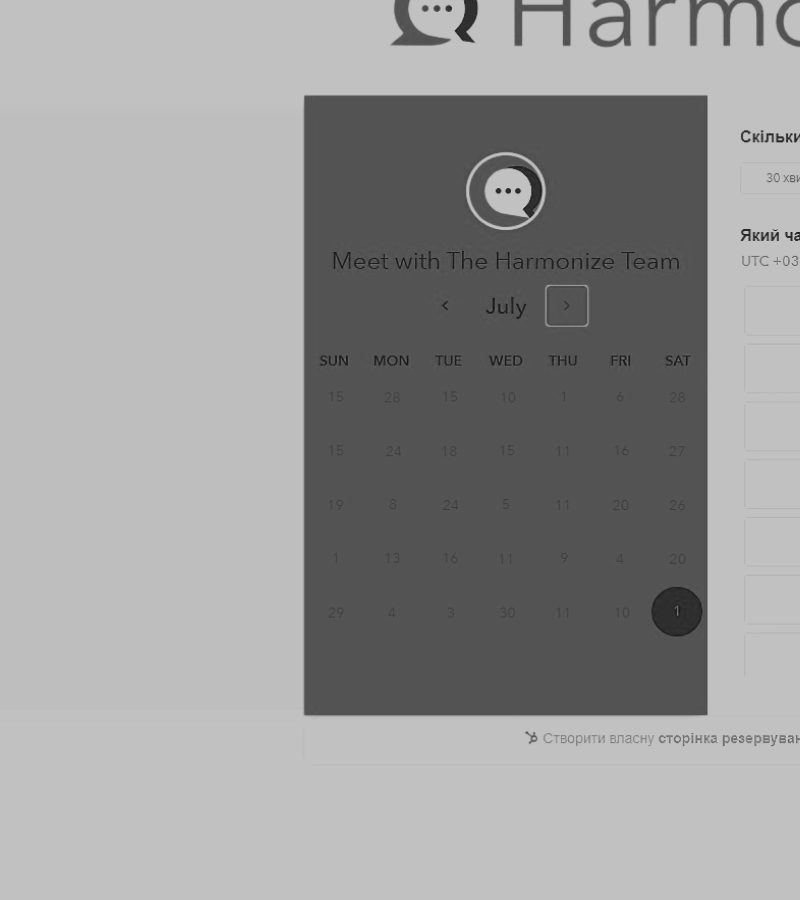 Harmo
Meet with The Harmonize Team
July
SUN MON TUE WED THU FRI SAT
15 28 15 10 1 6 28
15 24 18 15 11 16 27
19 8 24 5 11 20 26
1 13 16 11 9 4 20
29 4 3 30 11 10 1
Скільки
30 хви
Який ча
UTC +03
Створити власну сторінка резервуван